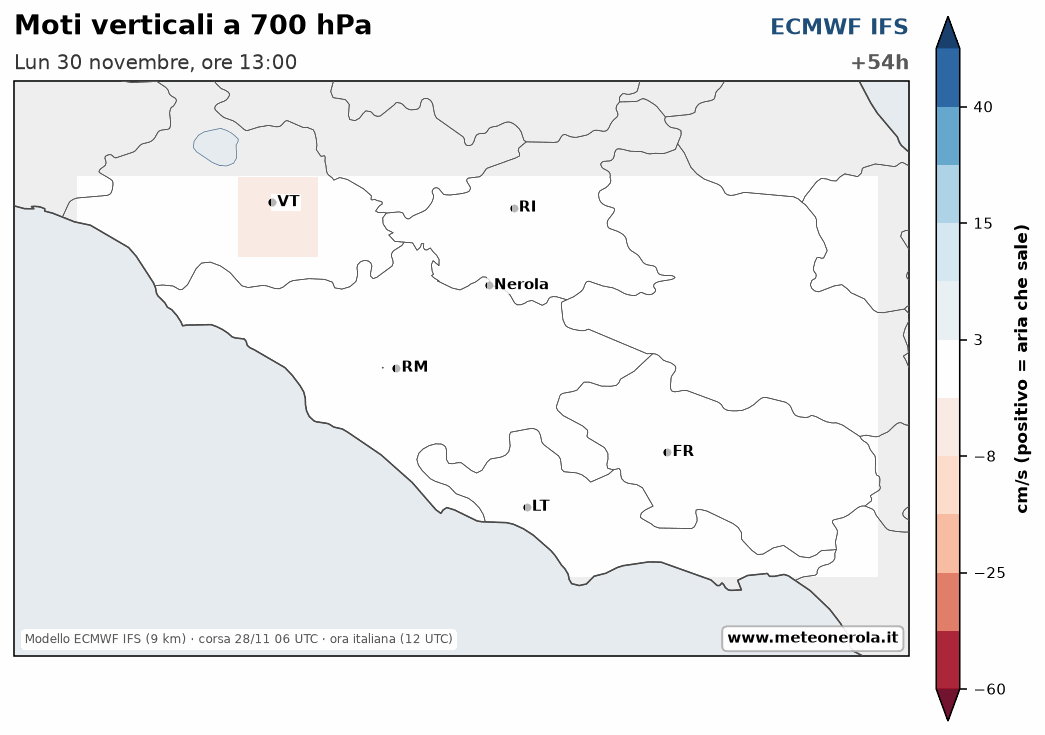 Moti verticali a 700 hPa
ECMWF IFS
Lun 30 novembre, ore 13:00
+54h
VT
RI
Nerola
RM
FR
LT
40
15
3
−8
−25
−60
cm/s (positivo = aria che sale)
Modello ECMWF IFS (9 km) · corsa 28/11 06 UTC · ora italiana (12 UTC)
www.meteonerola.it